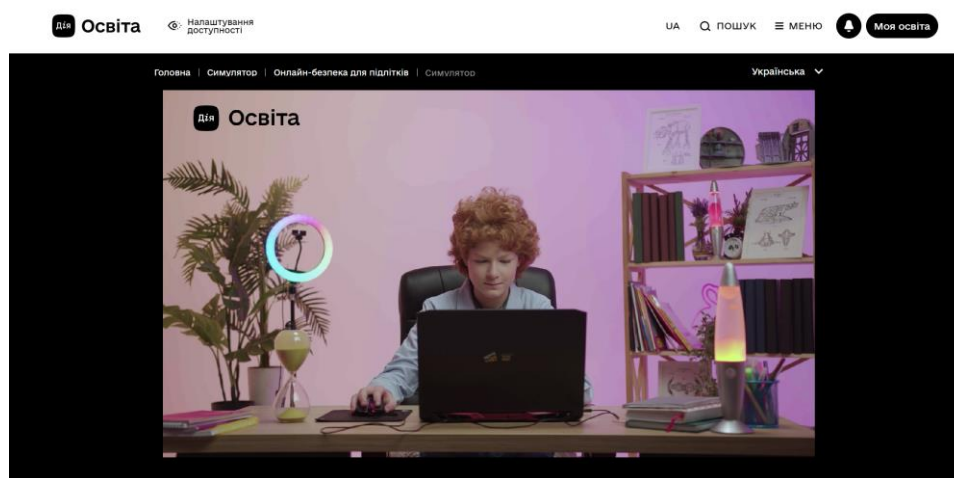 Дія Освіта
Налаштування
доступності
UA
ПОШУК
МЕНЮ
Моя освіта
Головна | Симулятор | Онлайн-безпека для підлітків | Симулятор
Українська
Дія Освіта